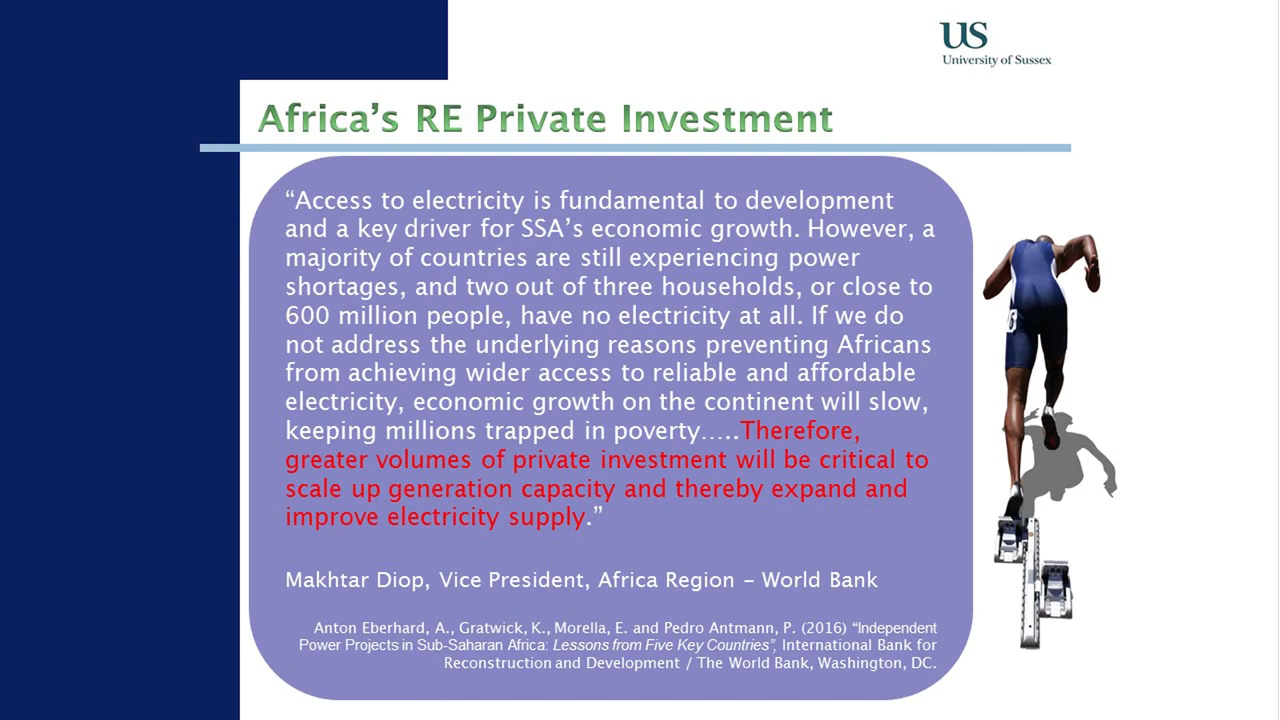 US
University of Sussex
Africa’s RE Private Investment
“Access to electricity is fundamental to development
and a key driver for SSA’s economic growth. However, a
majority of countries are still experiencing power
shortages, and two out of three households, or close to
600 million people, have no electricity at all. If we do
not address the underlying reasons preventing Africans
from achieving wider access to reliable and affordable
electricity, economic growth on the continent will slow,
keeping millions trapped in poverty…..Therefore,
greater volumes of private investment will be critical to
scale up generation capacity and thereby expand and
improve electricity supply.”
Makhtar Diop, Vice President, Africa Region – World Bank
Anton Eberhard, A., Gratwick, K., Morella, E. and Pedro Antmann, P. (2016) “Independent
Power Projects in Sub-Saharan Africa: Lessons from Five Key Countries”, International Bank for
Reconstruction and Development / The World Bank, Washington, DC.